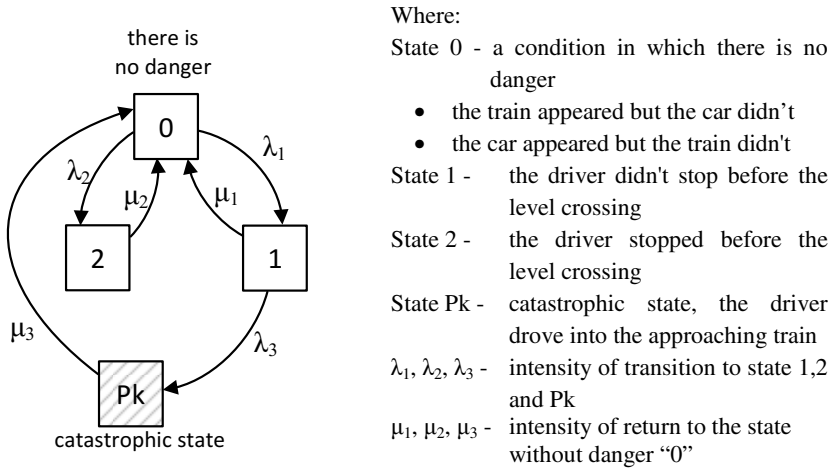 there is
no danger
0
λ₂
λ₁
μ₂
μ₁
2
1
μ₃
λ₃
Pk
catastrophic state
Where:
State 0 - a condition in which there is no
danger
• the train appeared but the car didn’t
• the car appeared but the train didn't
State 1 - the driver didn't stop before the
level crossing
State 2 - the driver stopped before the
level crossing
State Pk - catastrophic state, the driver
drove into the approaching train
λ₁, λ₂, λ₃ - intensity of transition to state 1,2
and Pk
μ₁, μ₂, μ₃ - intensity of return to the state
without danger “0”